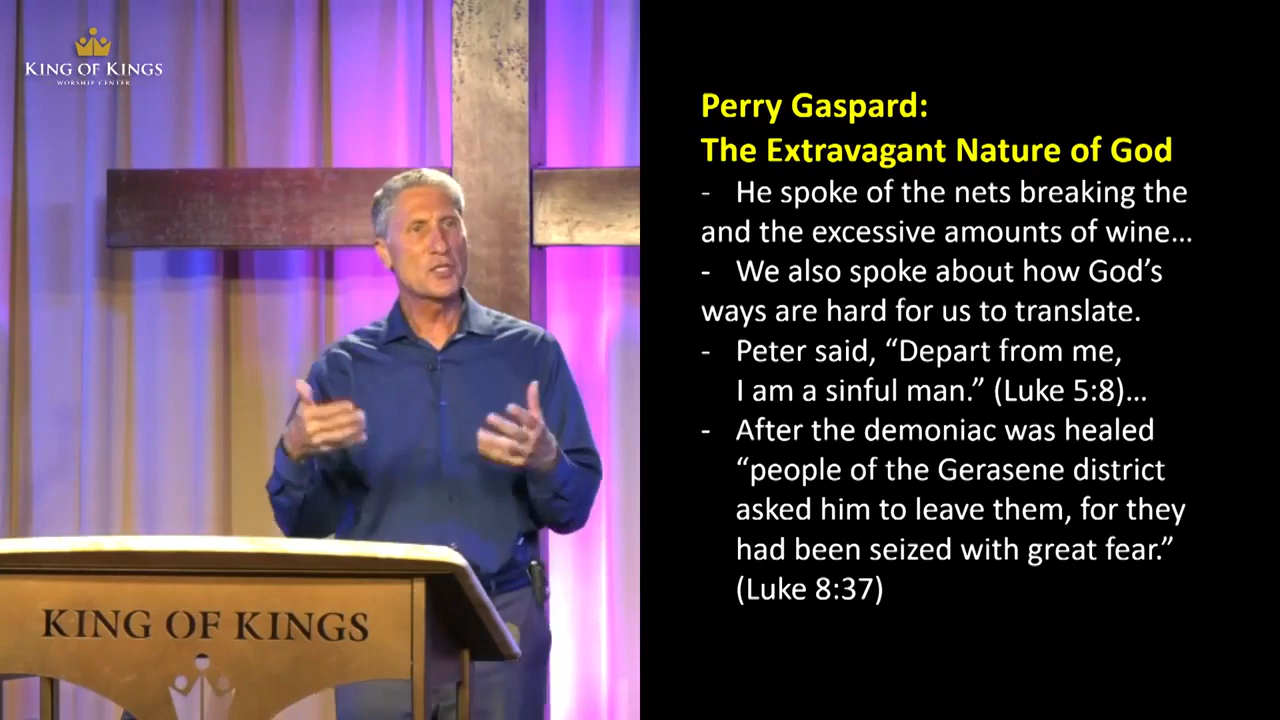 KING OF KINGS
WORSHIP CENTER
KING OF KINGS
Perry Gaspard:
The Extravagant Nature of God
- He spoke of the nets breaking the
and the excessive amounts of wine…
- We also spoke about how God’s
ways are hard for us to translate.
- Peter said, “Depart from me,
I am a sinful man.” (Luke 5:8)…
- After the demoniac was healed
“people of the Gerasene district
asked him to leave them, for they
had been seized with great fear.”
(Luke 8:37)